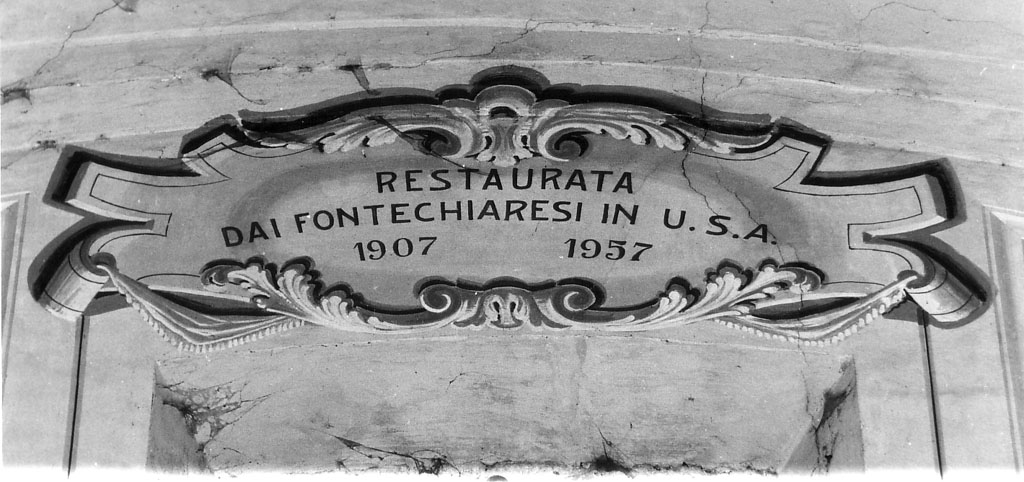 RESTAURATA
DAI FONTECHIARESI IN U.S.A.
1907 1957